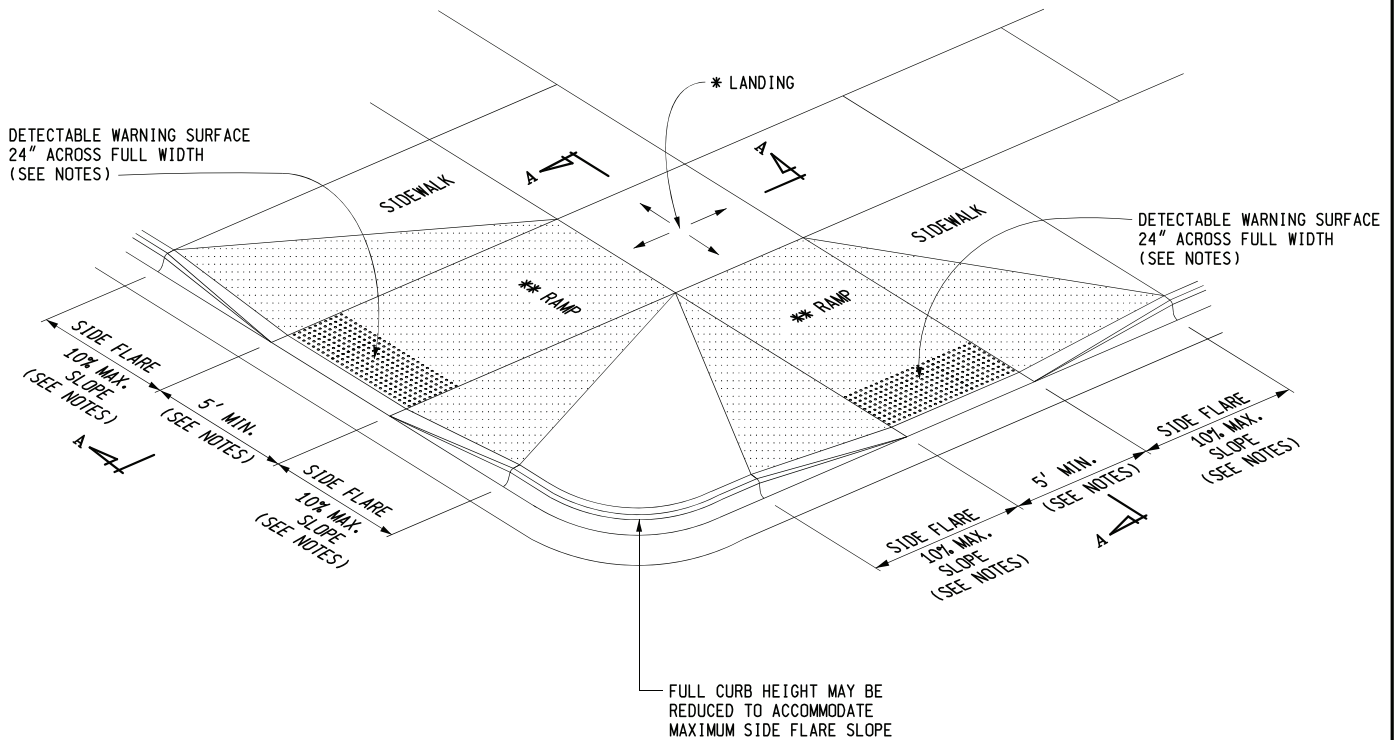 * LANDING
DETECTABLE WARNING SURFACE
24" ACROSS FULL WIDTH
(SEE NOTES)
A
A
SIDEWALK
SIDEWALK
DETECTABLE WARNING SURFACE
24" ACROSS FULL WIDTH
(SEE NOTES)
** RAMP
** RAMP
SIDE FLARE
10% MAX.
SLOPE
(SEE NOTES)
5' MIN.
(SEE NOTES)
A
SIDE FLARE
10% MAX.
SLOPE
(SEE NOTES)
SIDE FLARE
10% MAX.
SLOPE
(SEE NOTES)
5' MIN.
(SEE NOTES)
A
SIDE FLARE
10% MAX.
SLOPE
(SEE NOTES)
FULL CURB HEIGHT MAY BE
REDUCED TO ACCOMMODATE
MAXIMUM SIDE FLARE SLOPE